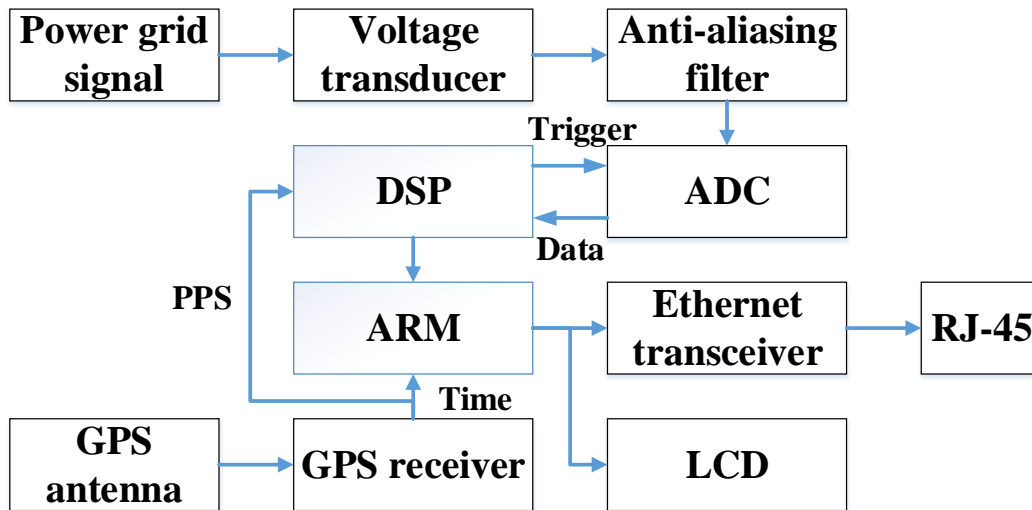 Power grid
signal
Voltage
transducer
Anti-aliasing
filter
Trigger
DSP
ADC
Data
PPS
ARM
Ethernet
transceiver
RJ-45
Time
GPS
antenna
GPS receiver
LCD